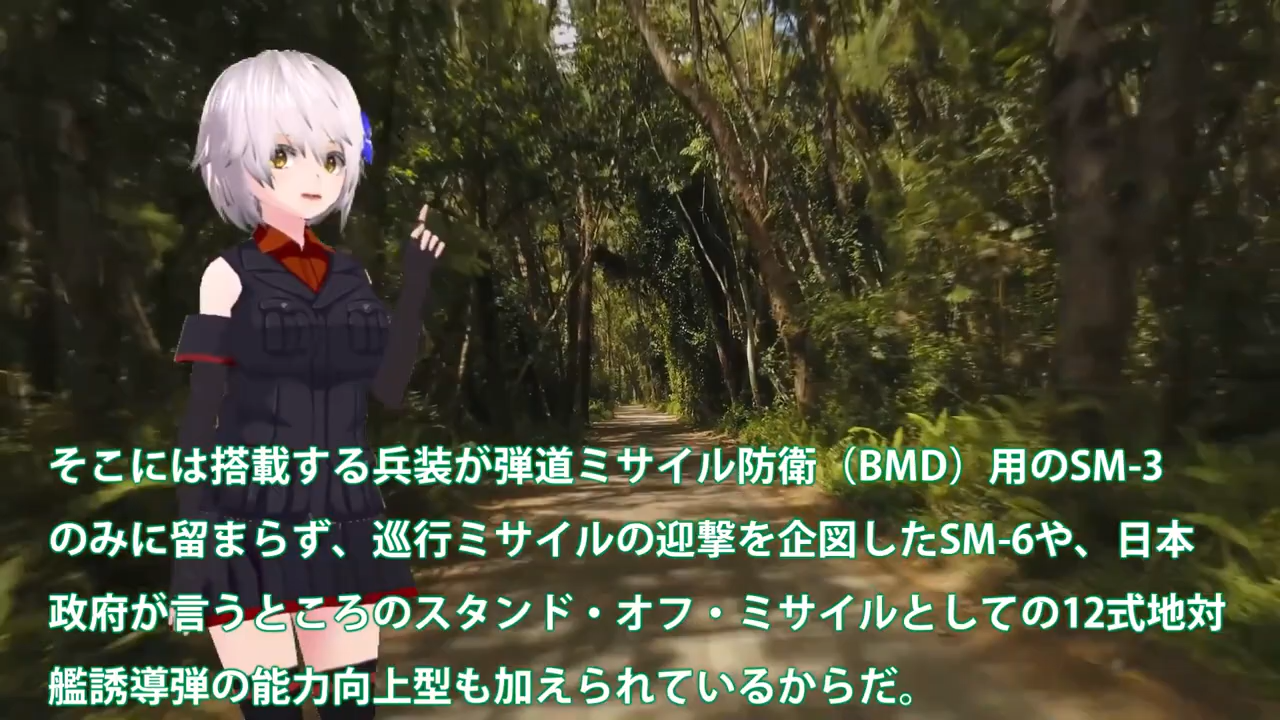 そこには搭載する兵装が弾道ミサイル防衛（BMD）用のSM-3
のみに留まらず、巡行ミサイルの迎撃を企図したSM-6や、日本
政府が言うところのスタンド・オフ・ミサイルとしての12式地対
艦誘導弾の能力向上型も加えられているからだ。